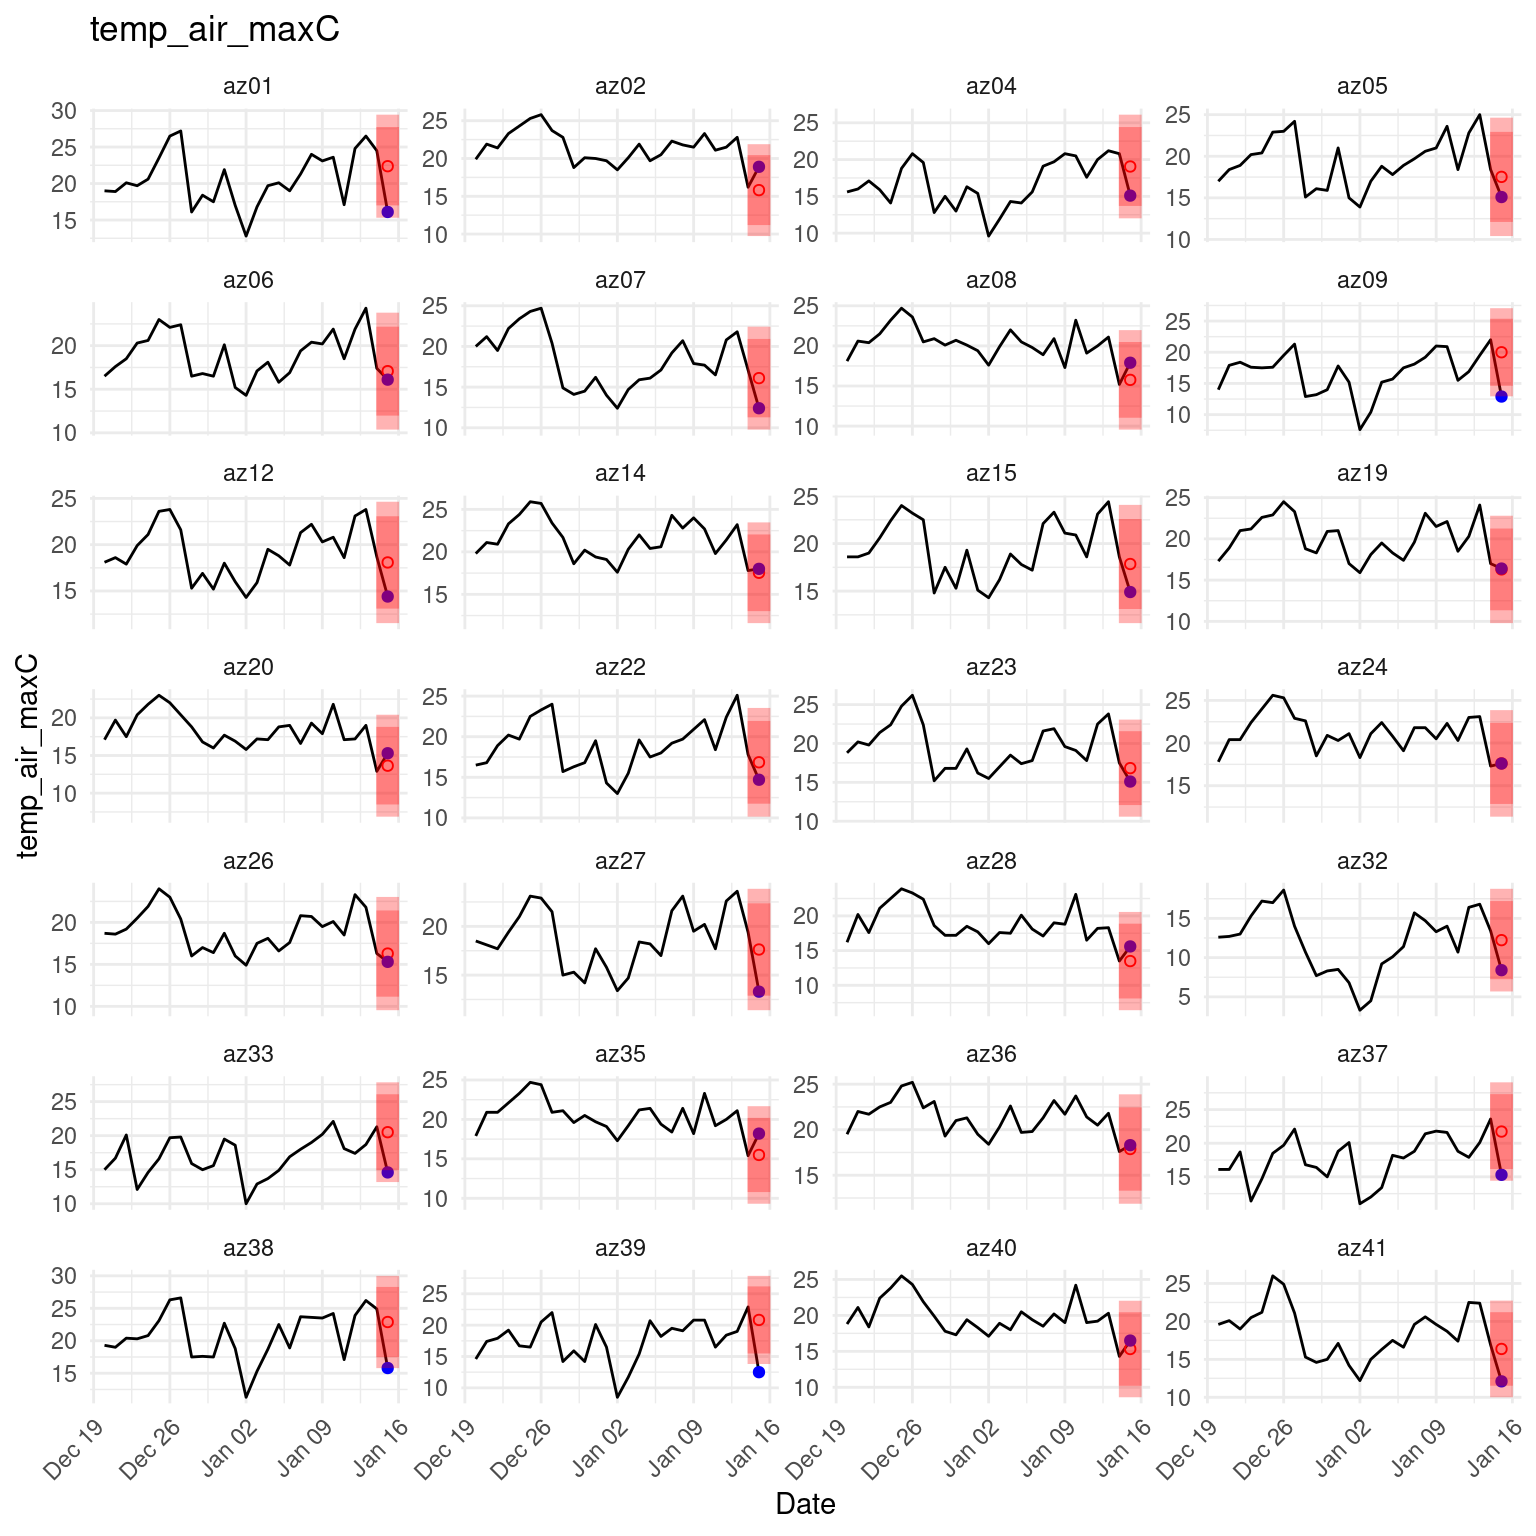 temp_air_maxC
az01 az02 az04 az05
30 25 20 15
25 20 15 10
25 20 15 10
25 20 15 10
az06 az07 az08 az09
20 15 10
25 20 15 10
25 20 15 10
25 20 15 10
az12 az14 az15 az19
25 20 15
25 20 15
25 20 15
25 20 15 10
temp_air_maxC
az20 az22 az23 az24
20 15 10
25 20 15 10
25 20 15 10
25 20 15
az26 az27 az28 az32
20 15 10
20 15
20 15 10
15 10 5
az33 az35 az36 az37
25 20 15 10
25 20 15 10
25 20 15
25 20 15
az38 az39 az40 az41
30 25 20 15
25 20 15 10
25 20 15 10
25 20 15 10
Dec 19 Dec 26 Jan 02 Jan 09 Jan 16
Dec 19 Dec 26 Jan 02 Jan 09 Jan 16
Dec 19 Dec 26 Jan 02 Jan 09 Jan 16
Dec 19 Dec 26 Jan 02 Jan 09 Jan 16
Date